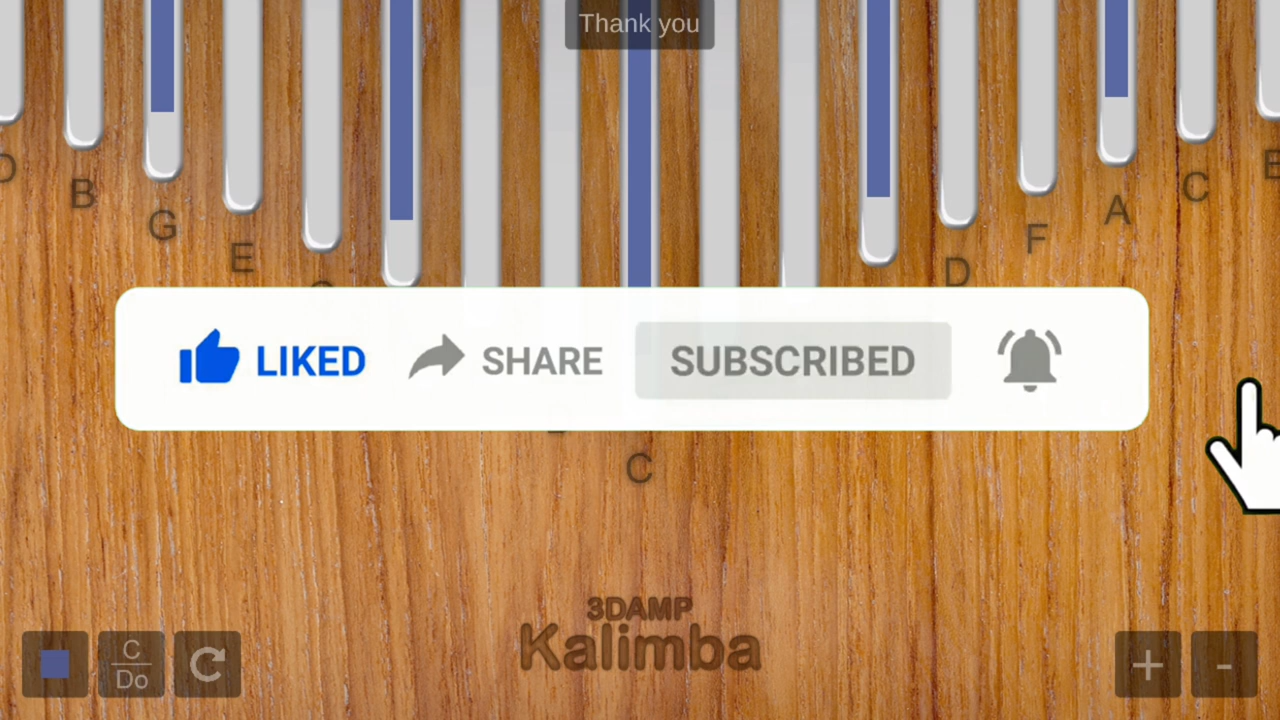 Thank you
D
B
G
E
C
A
F
D
LIKED
SHARE
SUBSCRIBED
C
3DAMP
Kalimba
C
Do
+
-